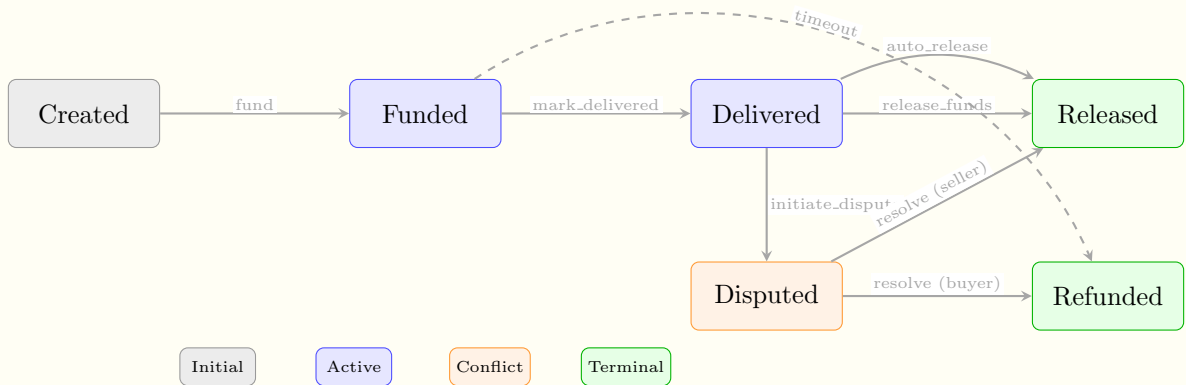 timeout
auto_release
Created
fund
Funded
mark_delivered
Delivered
release_funds
Released
initiate_disput
resolve (seller)
Disputed
resolve (buyer)
Refunded
Initial
Active
Conflict
Terminal